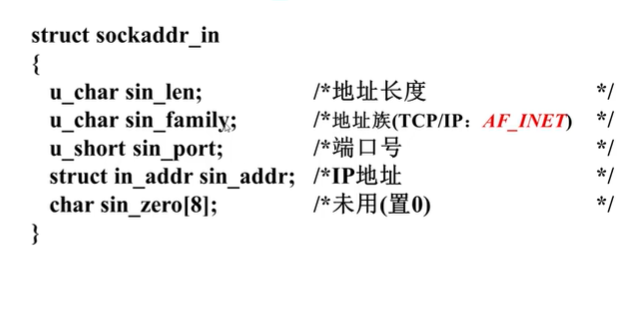 struct sockaddr_in
{
u_char sin_len; /*地址长度 */
u_char sin_family; /*地址族(TCP/IP：AF_INET) */
u_short sin_port; /*端口号 */
struct in_addr sin_addr; /*IP地址 */
char sin_zero[8]; /*未用(置0) */
}